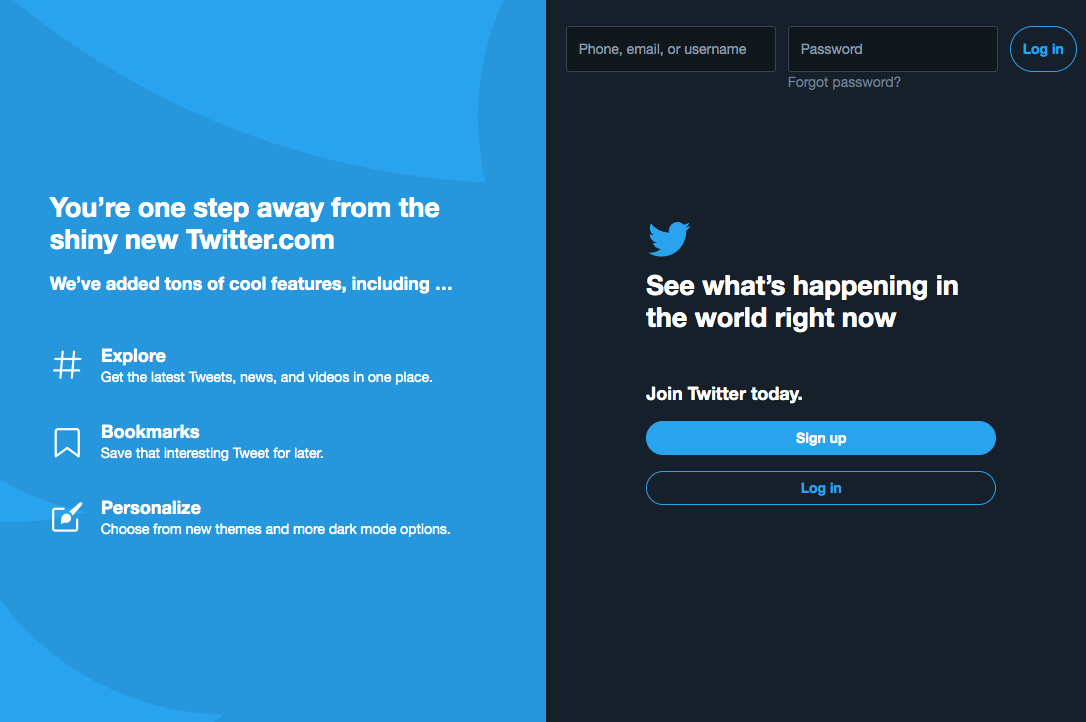 You’re one step away from the
shiny new Twitter.com
We’ve added tons of cool features, including …
Explore
Get the latest Tweets, news, and videos in one place.
Bookmarks
Save that interesting Tweet for later.
Personalize
Choose from new themes and more dark mode options.
Phone, email, or username
Password
Log in
Forgot password?
See what’s happening in
the world right now
Join Twitter today.
Sign up
Log in